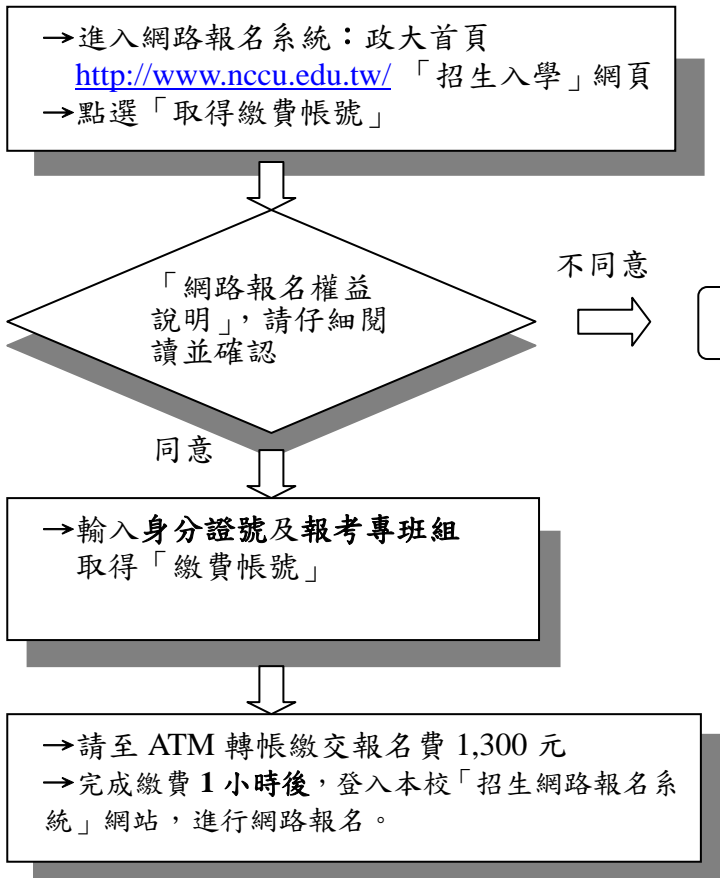 →進入網路報名系統：政大首頁
http://www.nccu.edu.tw/ 「招生入學」網頁
→點選「取得繳費帳號」
「網路報名權益
說明」，請仔細閱
讀並確認
不同意
同意
→輸入身分證號及報考專班組
取得「繳費帳號」
→請至 ATM 轉帳繳交報名費 1,300 元
→完成繳費 1 小時後，登入本校「招生網路報名系
統」網站，進行網路報名。